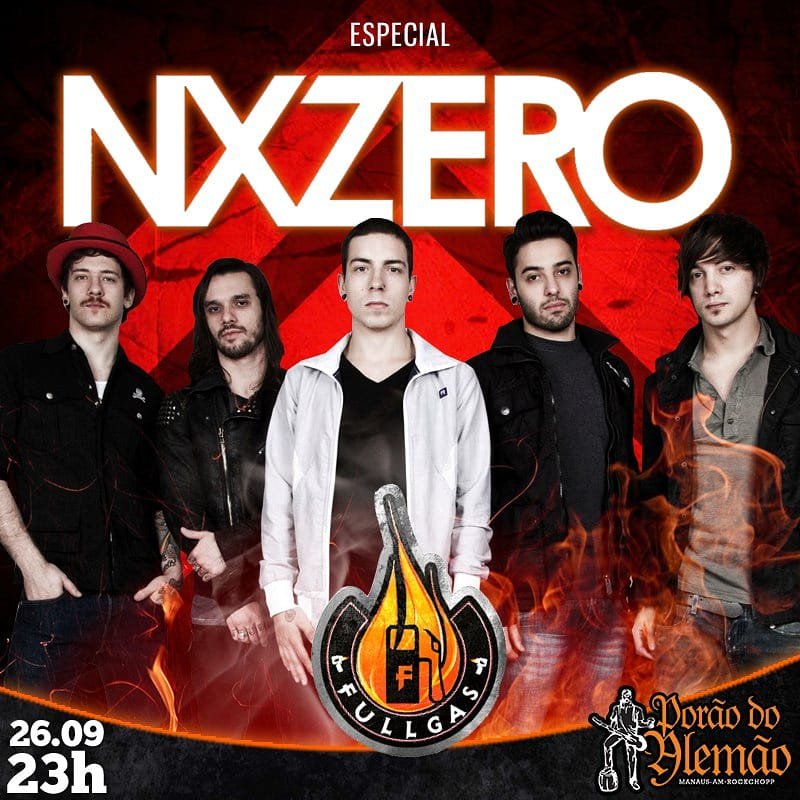 ESPECIAL
NXZERO
F
FULLGAS
26.09
23h
Porão do
Alemão
MANAUS-AM-ROCKCHOPP